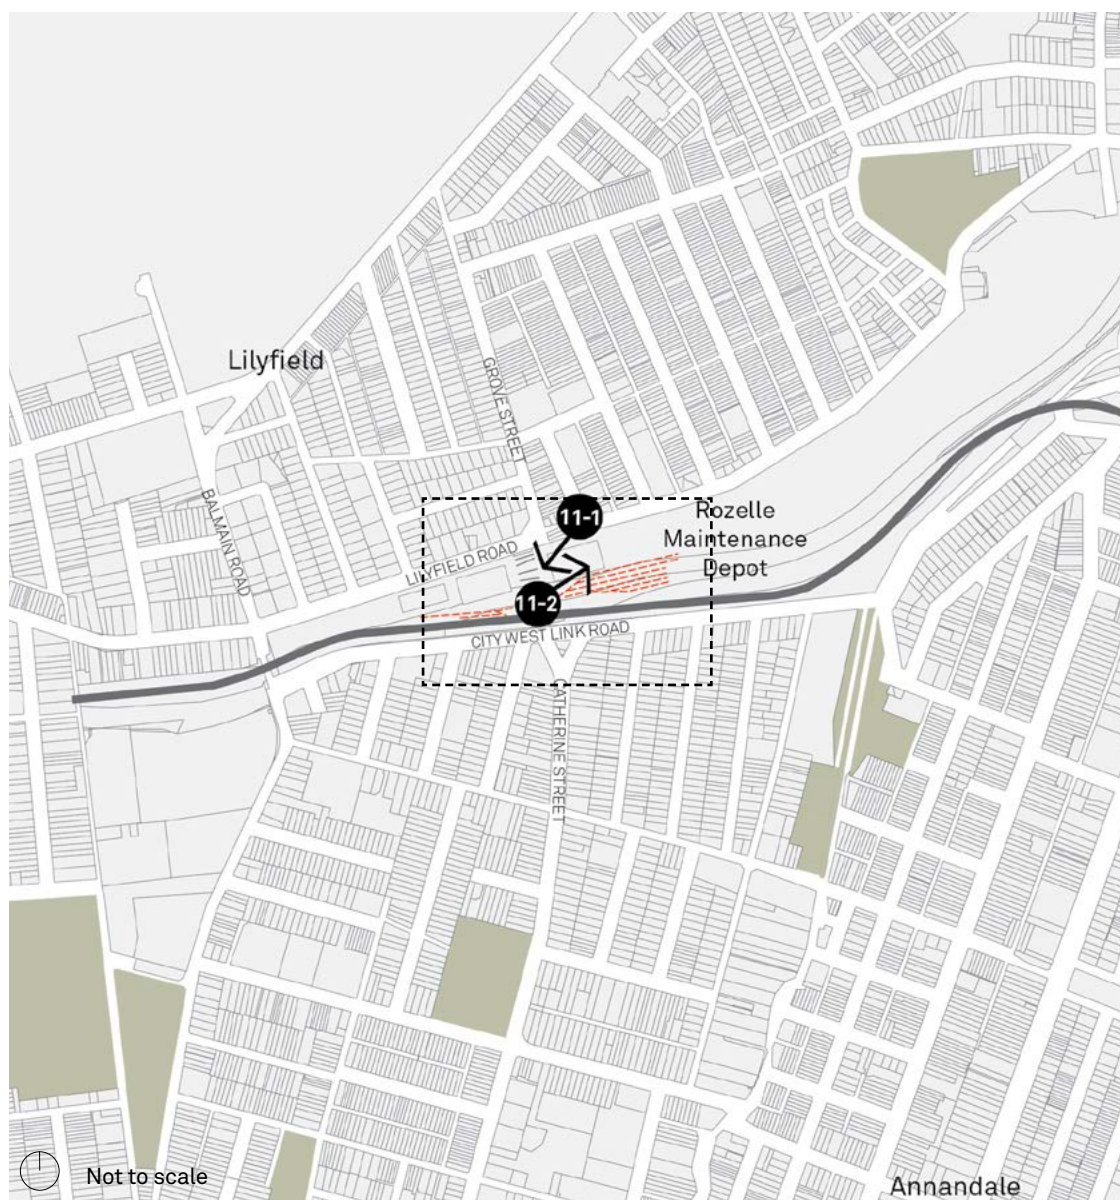 Lilyfield
GROVE STREET
BALMAIN ROAD
11-1
Rozelle
Maintenance
Depot
LILYFIELD ROAD
11-2
CITY WEST LINK ROAD
CATHERINE STREET
Not to scale
Annandale